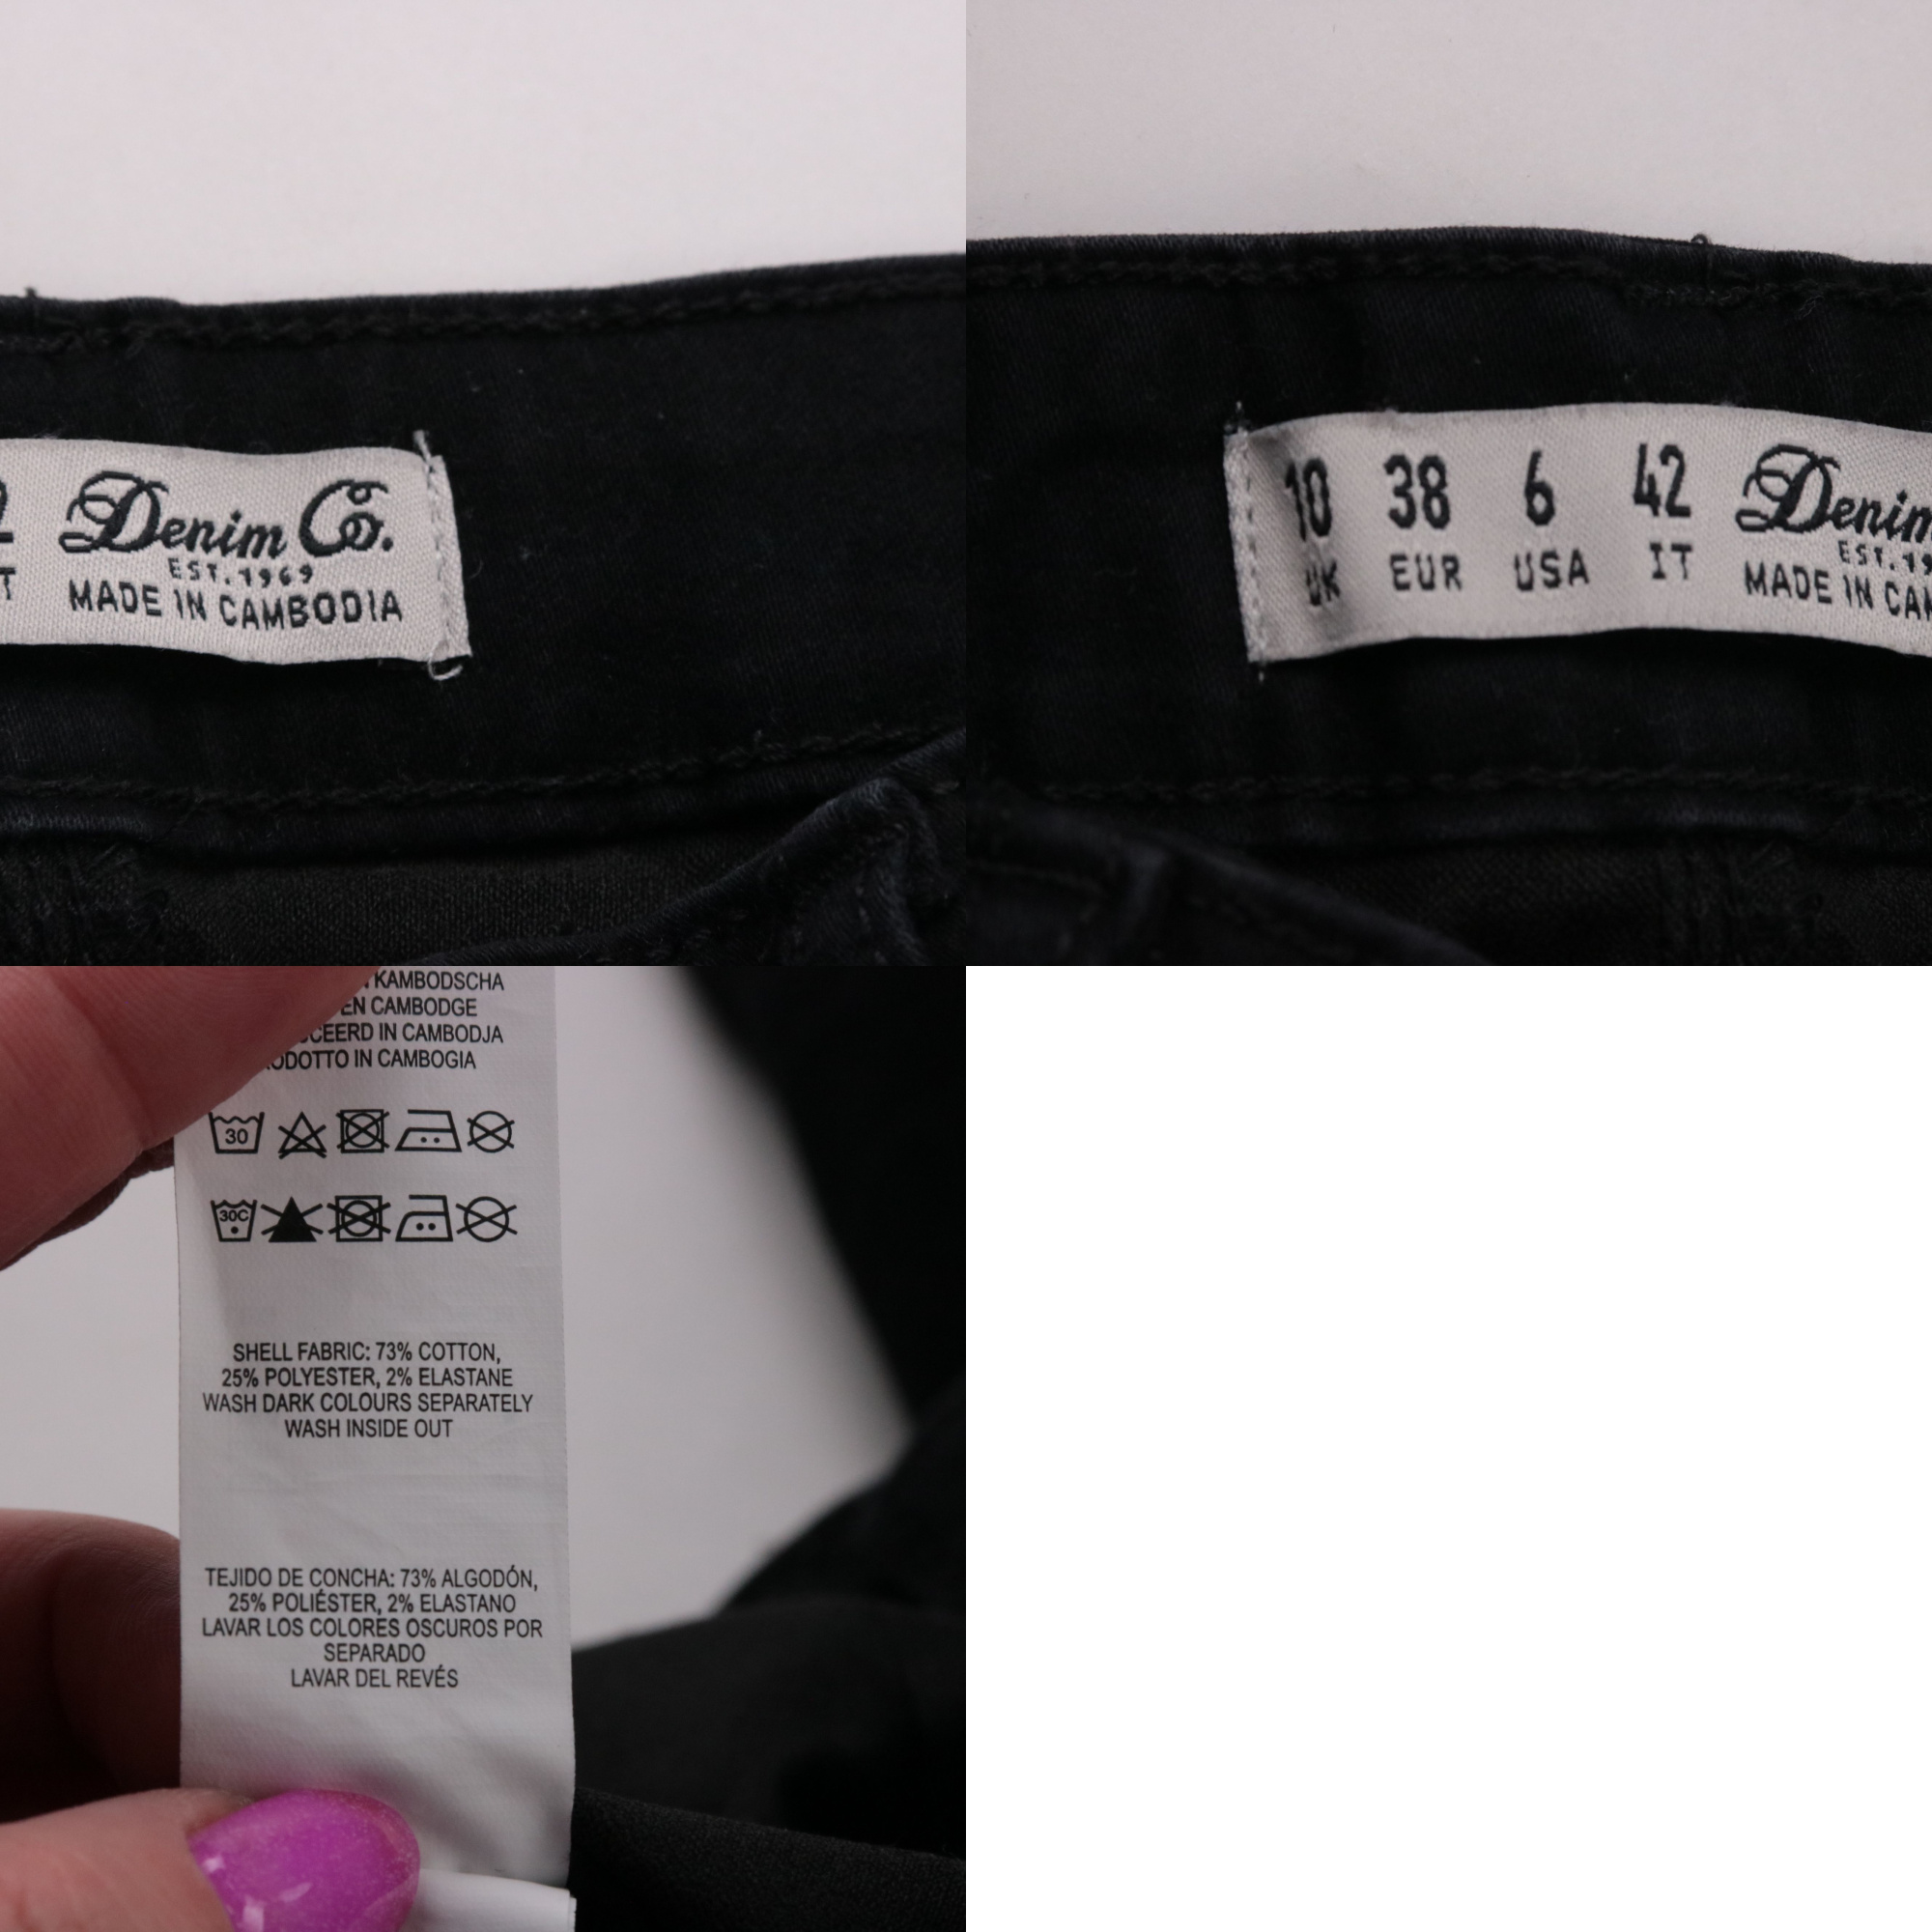 Denim Co.
EST. 1969
MADE IN CAMBODIA
10 38 6 42
UK EUR USA IT
Denim
EST. 19
MADE IN CAM
KAMBODSCHA
EN CAMBODGE
IN CAMBODJA
IN CAMBOGIA
30
30C
SHELL FABRIC: 73% COTTON,
25% POLYESTER, 2% ELASTANE
WASH DARK COLOURS SEPARATELY
WASH INSIDE OUT
TEJIDO DE CONCHA: 73% ALGODÓN,
25% POLIÉSTER, 2% ELASTANO
LAVAR LOS COLORES OSCUROS POR
SEPARADO
LAVAR DEL REVÉS